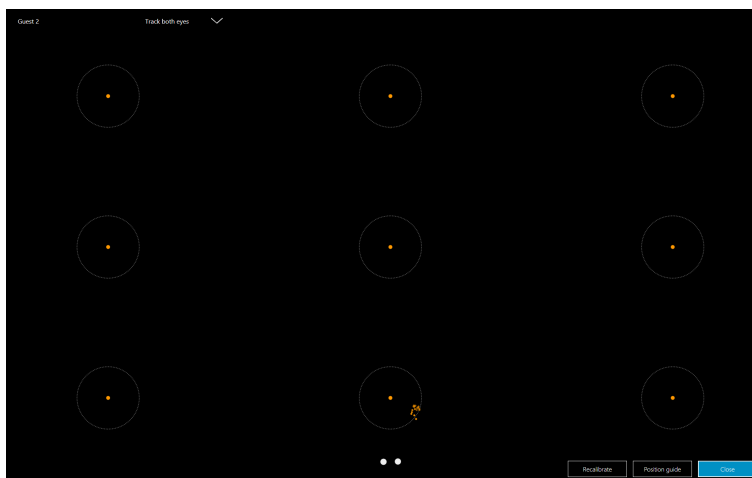 Guest 2
Track both eyes
Recalibrate
Position guide
Close